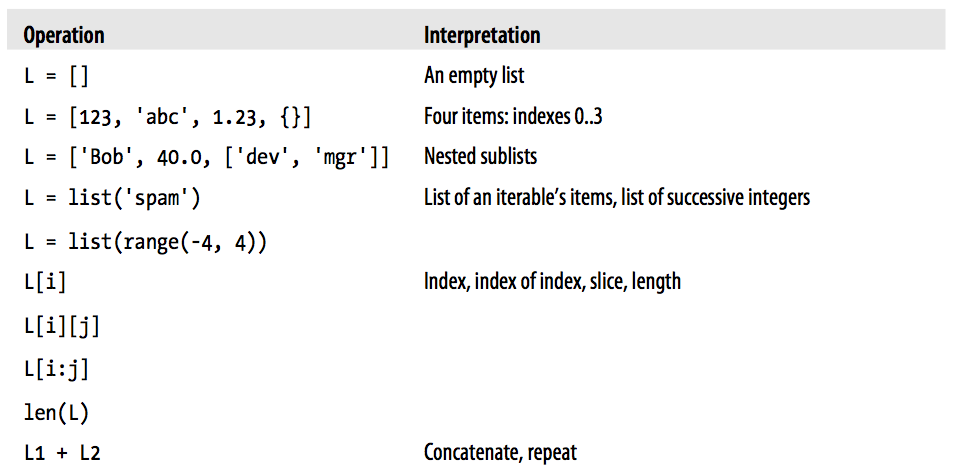 Operation Interpretation
L = [] An empty list
L = [123, 'abc', 1.23, {}] Four items: indexes 0..3
L = ['Bob', 40.0, ['dev', 'mgr']] Nested sublists
L = list('spam') List of an iterable’s items, list of successive integers
L = list(range(-4, 4))
L[i] Index, index of index, slice, length
L[i][j]
L[i:j]
len(L)
L1 + L2 Concatenate, repeat